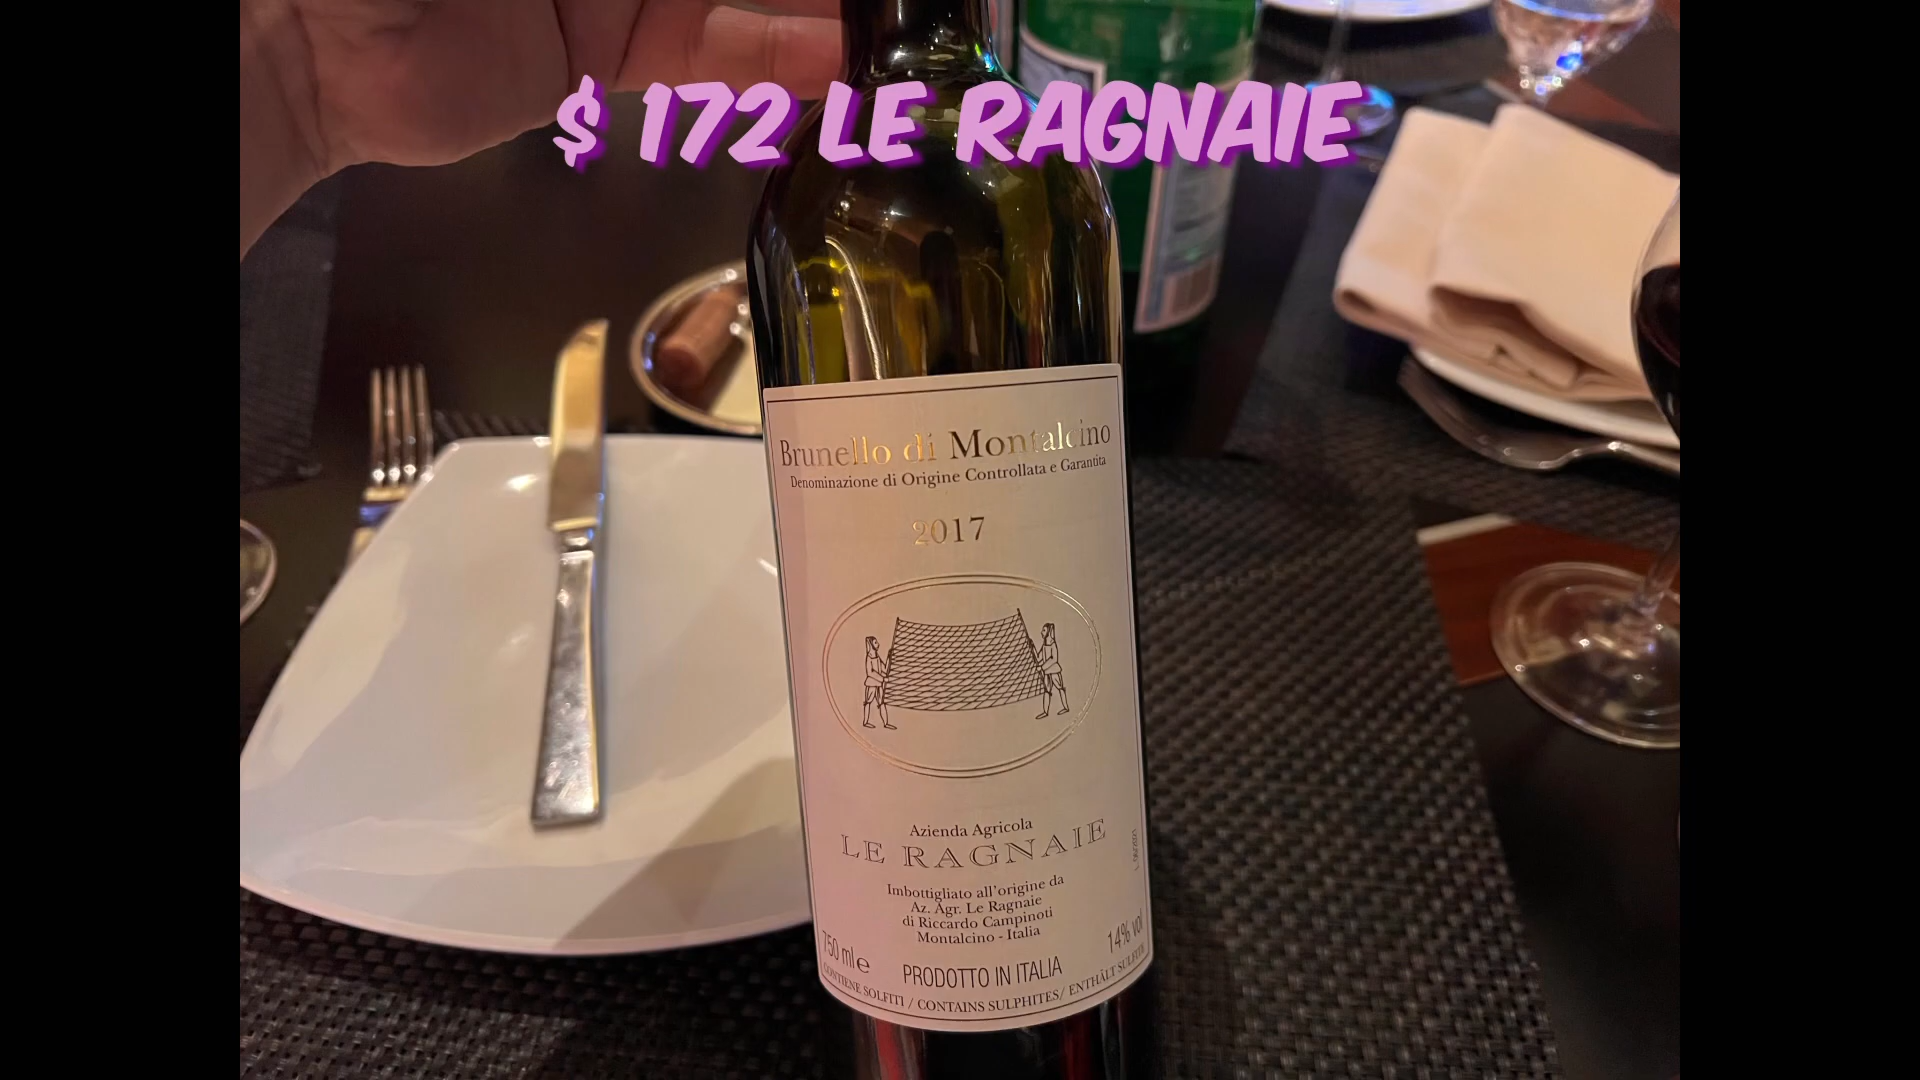 $ 172 LE RAGNAIE
Brunello di Montalcino
Denominazione di Origine Controllata e Garantita
2017
Azienda Agricola
LE RAGNAIE
Imbottigliato all'origine da
Az. Agr. Le Ragnaie
di Riccardo Campinoti
Montalcino - Italia
750 ml e
14% vol
PRODOTTO IN ITALIA
CONTIENE SOLFITI / CONTAINS SULPHITES/ ENTHÄLT SULFITE